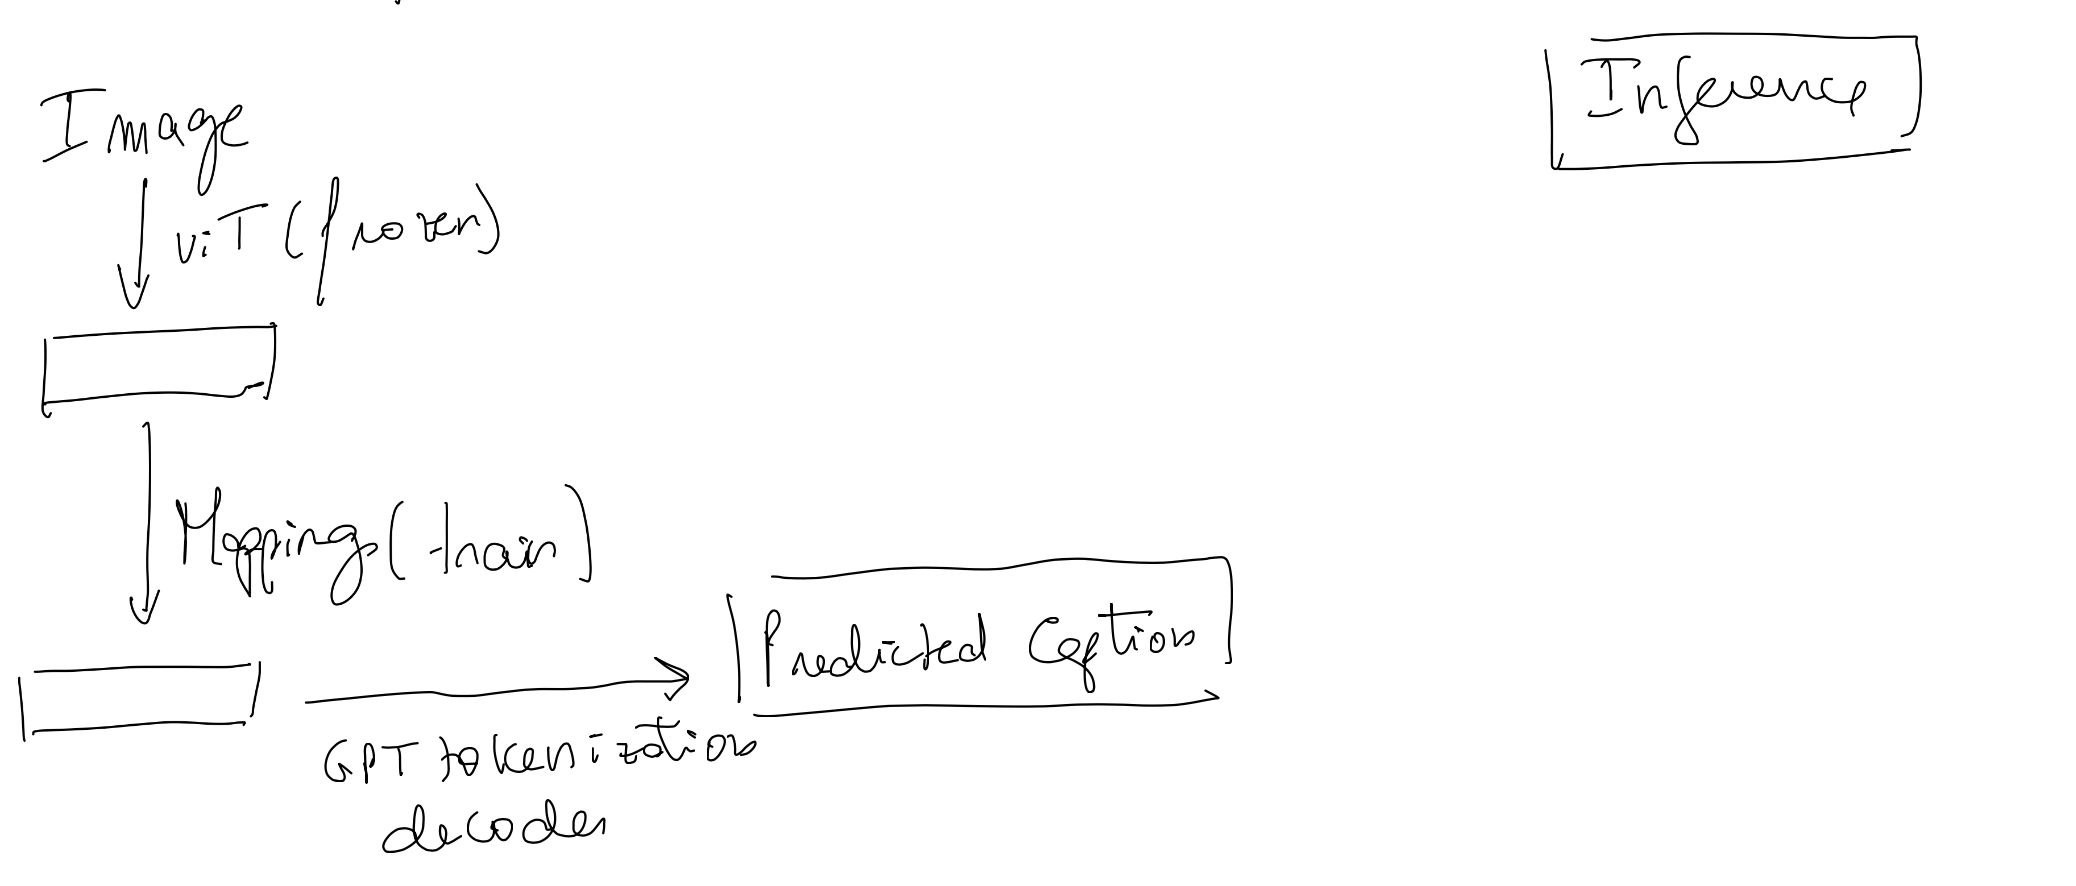 Image
Inference
ViT (frozen)
Mapping (train)
Predicted Caption
GPT tokenization
decoder